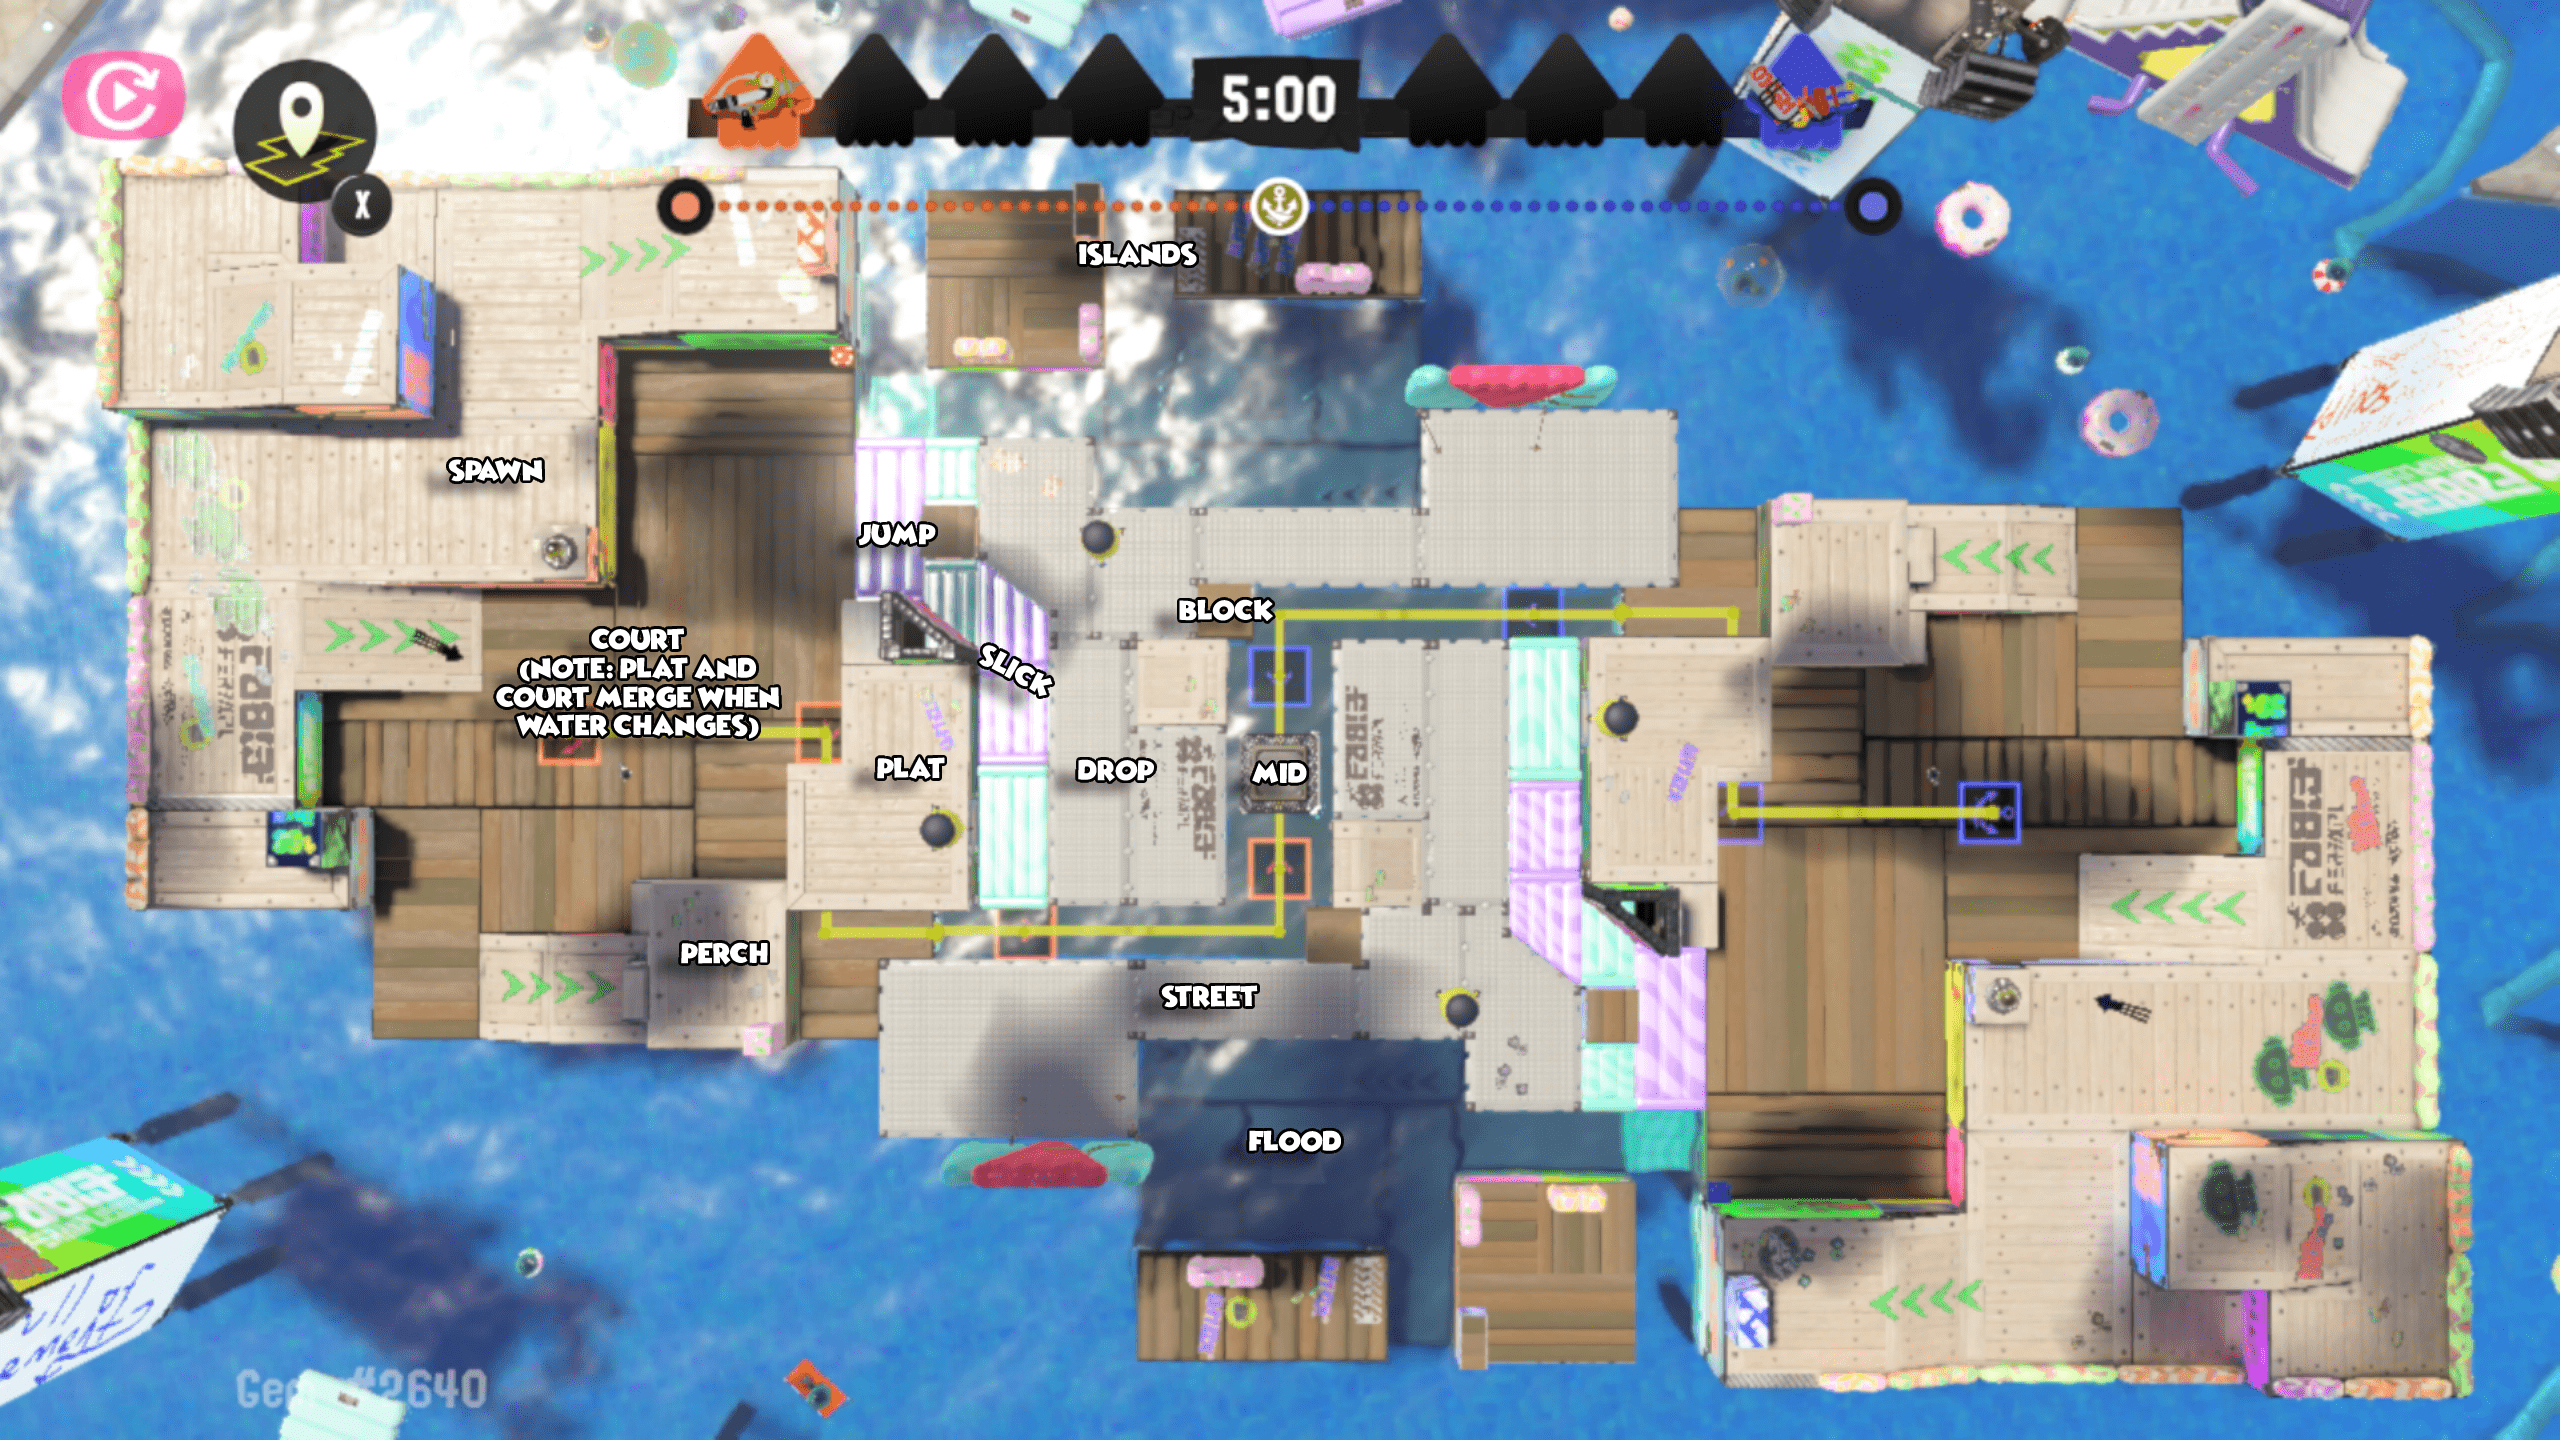 5:00
X
ISLANDS
SPAWN
JUMP
BLOCK
COURT
(NOTE: PLAT AND
COURT MERGE WHEN
WATER CHANGES)
SLICK
PLAT
DROP
MID
PERCH
STREET
FLOOD
#2640